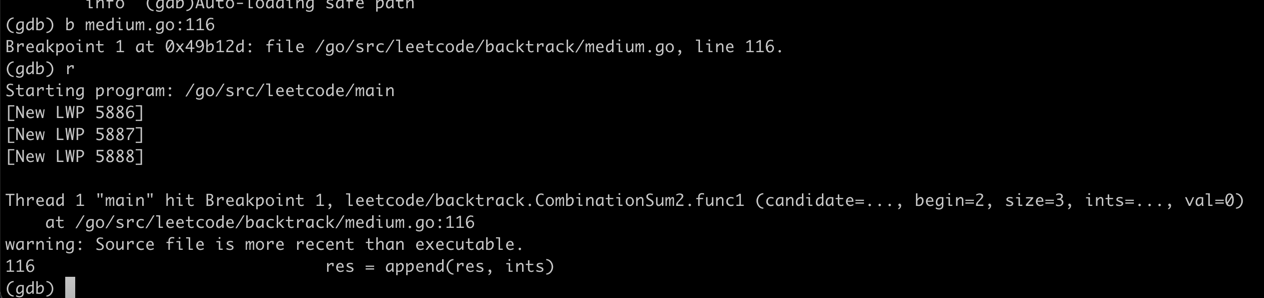 info  (gdb)Auto-loading safe path
(gdb) b medium.go:116
Breakpoint 1 at 0x49b12d: file /go/src/leetcode/backtrack/medium.go, line 116.
(gdb) r
Starting program: /go/src/leetcode/main
[New LWP 5886]
[New LWP 5887]
[New LWP 5888]
Thread 1 "main" hit Breakpoint 1, leetcode/backtrack.CombinationSum2.func1 (candidate=..., begin=2, size=3, ints=..., val=0)
at /go/src/leetcode/backtrack/medium.go:116
warning: Source file is more recent than executable.
116                             res = append(res, ints)
(gdb)